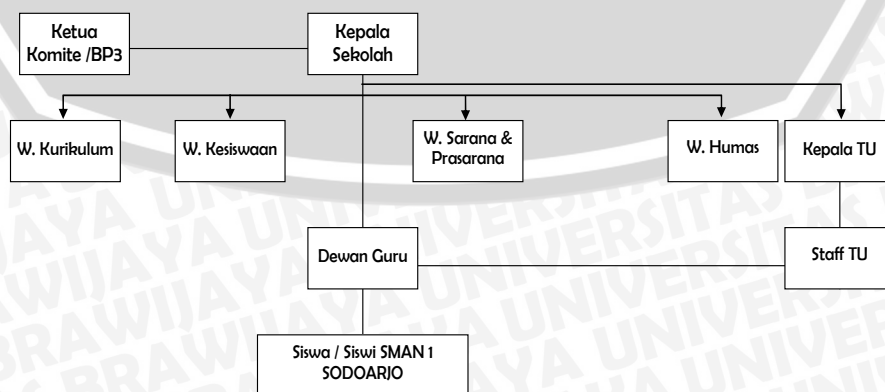 Ketua
Komite /BP3
Kepala
Sekolah
W. Kurikulum
W. Kesiswaan
W. Sarana &
Prasarana
W. Humas
Kepala TU
Dewan Guru
Staff TU
Siswa / Siswi SMAN 1
SODOARJO